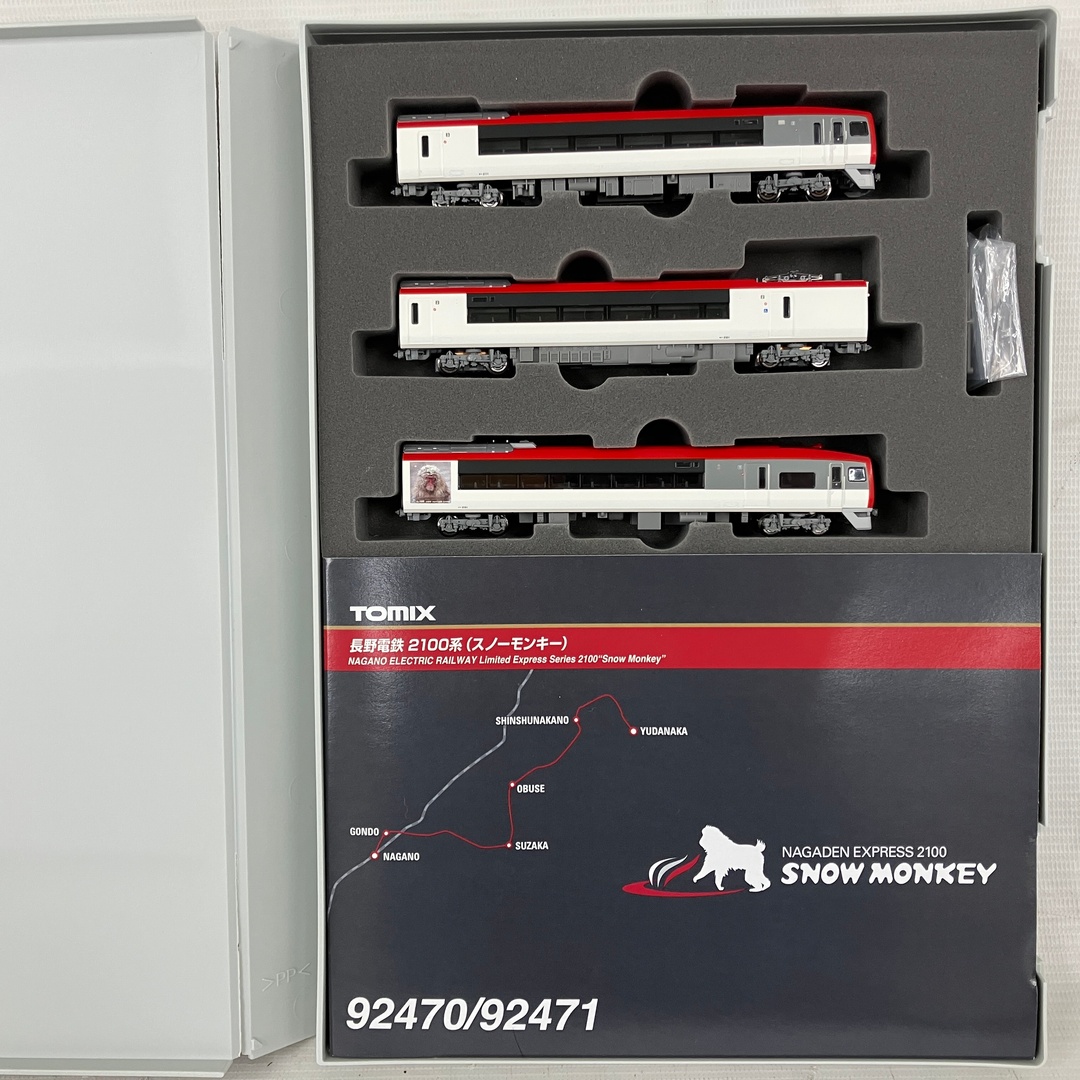 TOMIX
長野電鉄 2100系(スノーモンキー)
NAGANO ELECTRIC RAILWAY Limited Express Series 2100"Snow Monkey"
SHINSHUNAKANO
YUDANAKA
OBUSE
GONDO
SUZAKA
NAGANO
NAGADEN EXPRESS 2100
SNOW MONKEY
>PP<
92470/92471